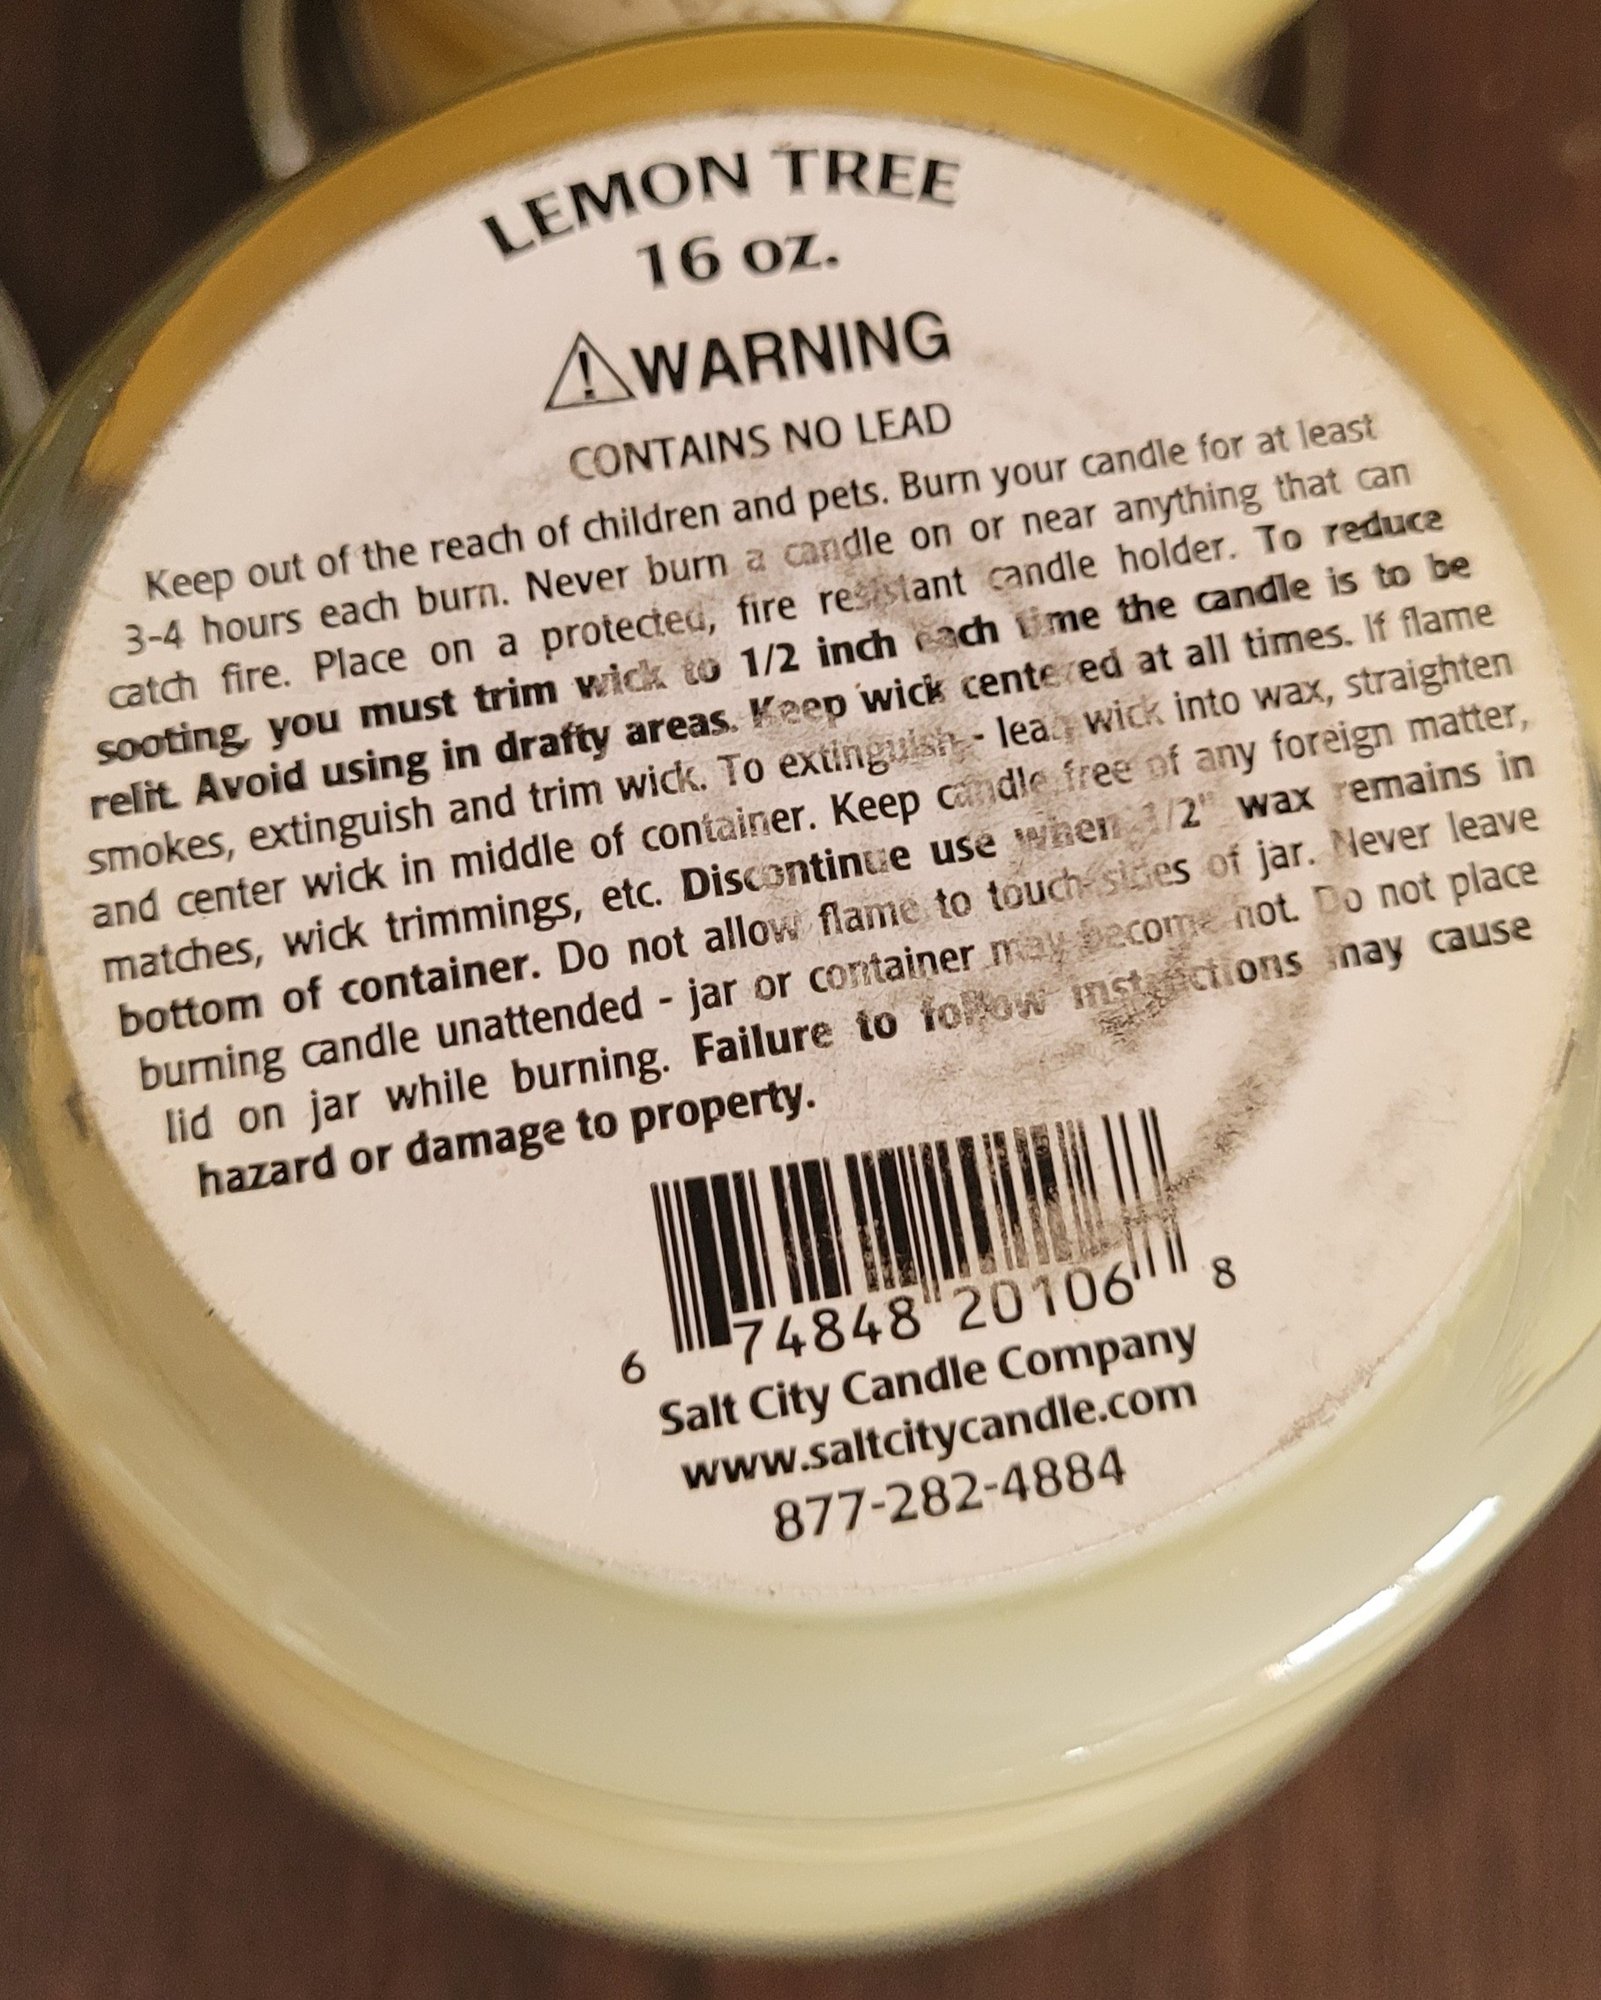 LEMON TREE
16 oz.
WARNING
CONTAINS NO LEAD
Keep out of the reach of children and pets. Burn your candle for at least
3-4 hours each burn. Never burn a candle on or near anything that can
catch fire. Place on a protected, fire resistant candle holder. To reduce
sooting, you must trim wick to 1/2 inch each time the candle is to be
relit. Avoid using in drafty areas. Keep wick centered at all times. If flame
smokes, extinguish and trim wick. To extinguish - lean wick into wax, straighten
and center wick in middle of container. Keep candle free of any foreign matter,
matches, wick trimmings, etc. Discontinue use when 1/2" wax remains in
bottom of container. Do not allow flame to touch sides of jar. Never leave
burning candle unattended - jar or container may become hot. Do not place
lid on jar while burning. Failure to follow instructions may cause
hazard or damage to property.
6 74848 20106 8
Salt City Candle Company
www.saltcitycandle.com
877-282-4884